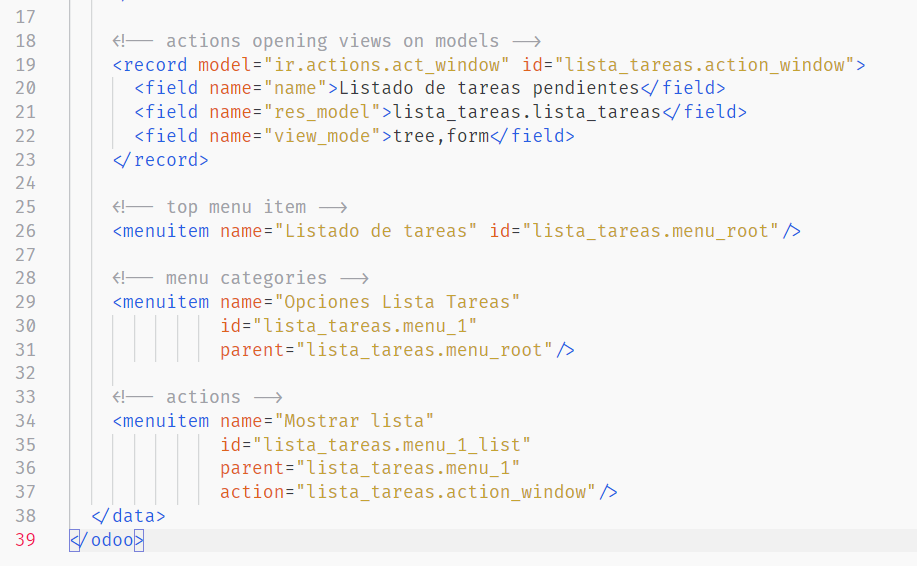 17
18 <!-- actions opening views on models -->
19 <record model="ir.actions.act_window" id="lista_tareas.action_window">
20 <field name="name">Listado de tareas pendientes</field>
21 <field name="res_model">lista_tareas.lista_tareas</field>
22 <field name="view_mode">tree,form</field>
23 </record>
24
25 <!-- top menu item -->
26 <menuitem name="Listado de tareas" id="lista_tareas.menu_root"/>
27
28 <!-- menu categories -->
29 <menuitem name="Opciones Lista Tareas"
30 id="lista_tareas.menu_1"
31 parent="lista_tareas.menu_root"/>
32
33 <!-- actions -->
34 <menuitem name="Mostrar lista"
35 id="lista_tareas.menu_1_list"
36 parent="lista_tareas.menu_1"
37 action="lista_tareas.action_window"/>
38 </data>
39 </odoo>